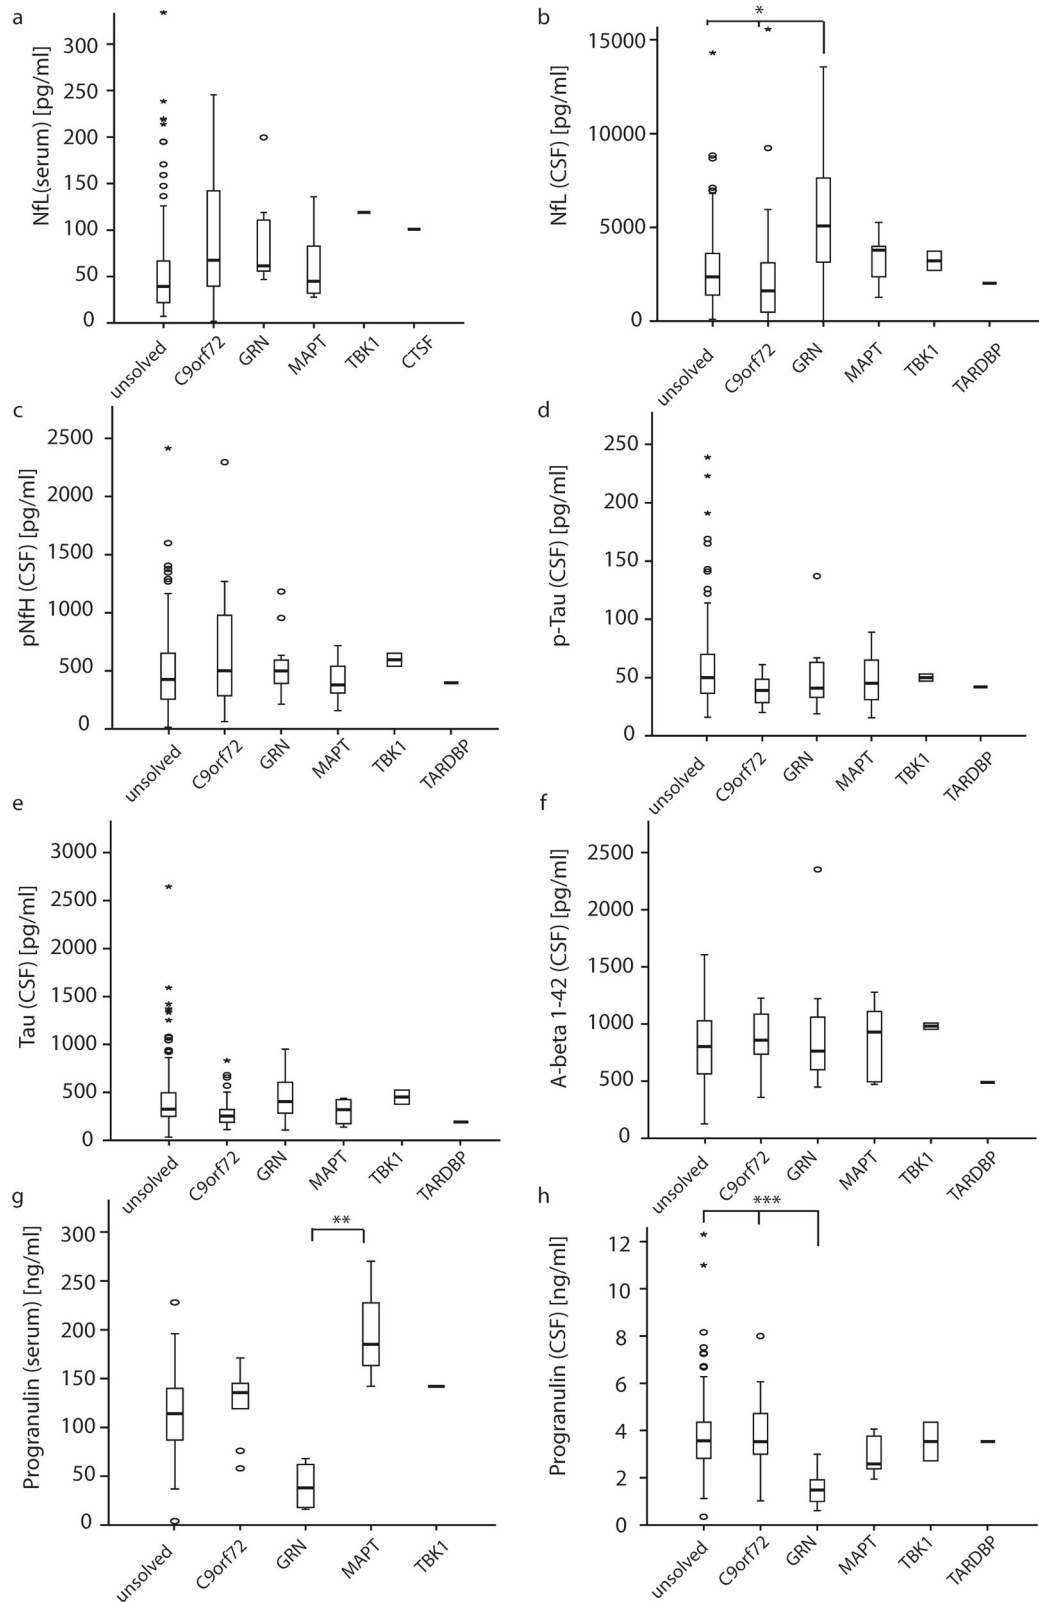 a
NfL(serum) [pg/ml]
300
250
200
150
100
50
0
unsolved
C9orf72
GRN
MAPT
TBK1
CTSF
b
NfL (CSF) [pg/ml]
15000
10000
5000
0
*
unsolved
C9orf72
GRN
MAPT
TBK1
TARDBP
c
pNfH (CSF) [pg/ml]
2500
2000
1500
1000
500
0
unsolved
C9orf72
GRN
MAPT
TBK1
TARDBP
d
p-Tau (CSF) [pg/ml]
250
200
150
100
50
0
unsolved
C9orf72
GRN
MAPT
TBK1
TARDBP
e
Tau (CSF) [pg/ml]
3000
2500
2000
1500
1000
500
0
unsolved
C9orf72
GRN
MAPT
TBK1
TARDBP
f
A-beta 1-42 (CSF) [pg/ml]
2500
2000
1500
1000
500
0
unsolved
C9orf72
GRN
MAPT
TBK1
TARDBP
g
Progranulin (serum) [ng/ml]
300
250
200
150
100
50
0
**
unsolved
C9orf72
GRN
MAPT
TBK1
h
Progranulin (CSF) [ng/ml]
12
10
8
6
4
2
0
***
unsolved
C9orf72
GRN
MAPT
TBK1
TARDBP